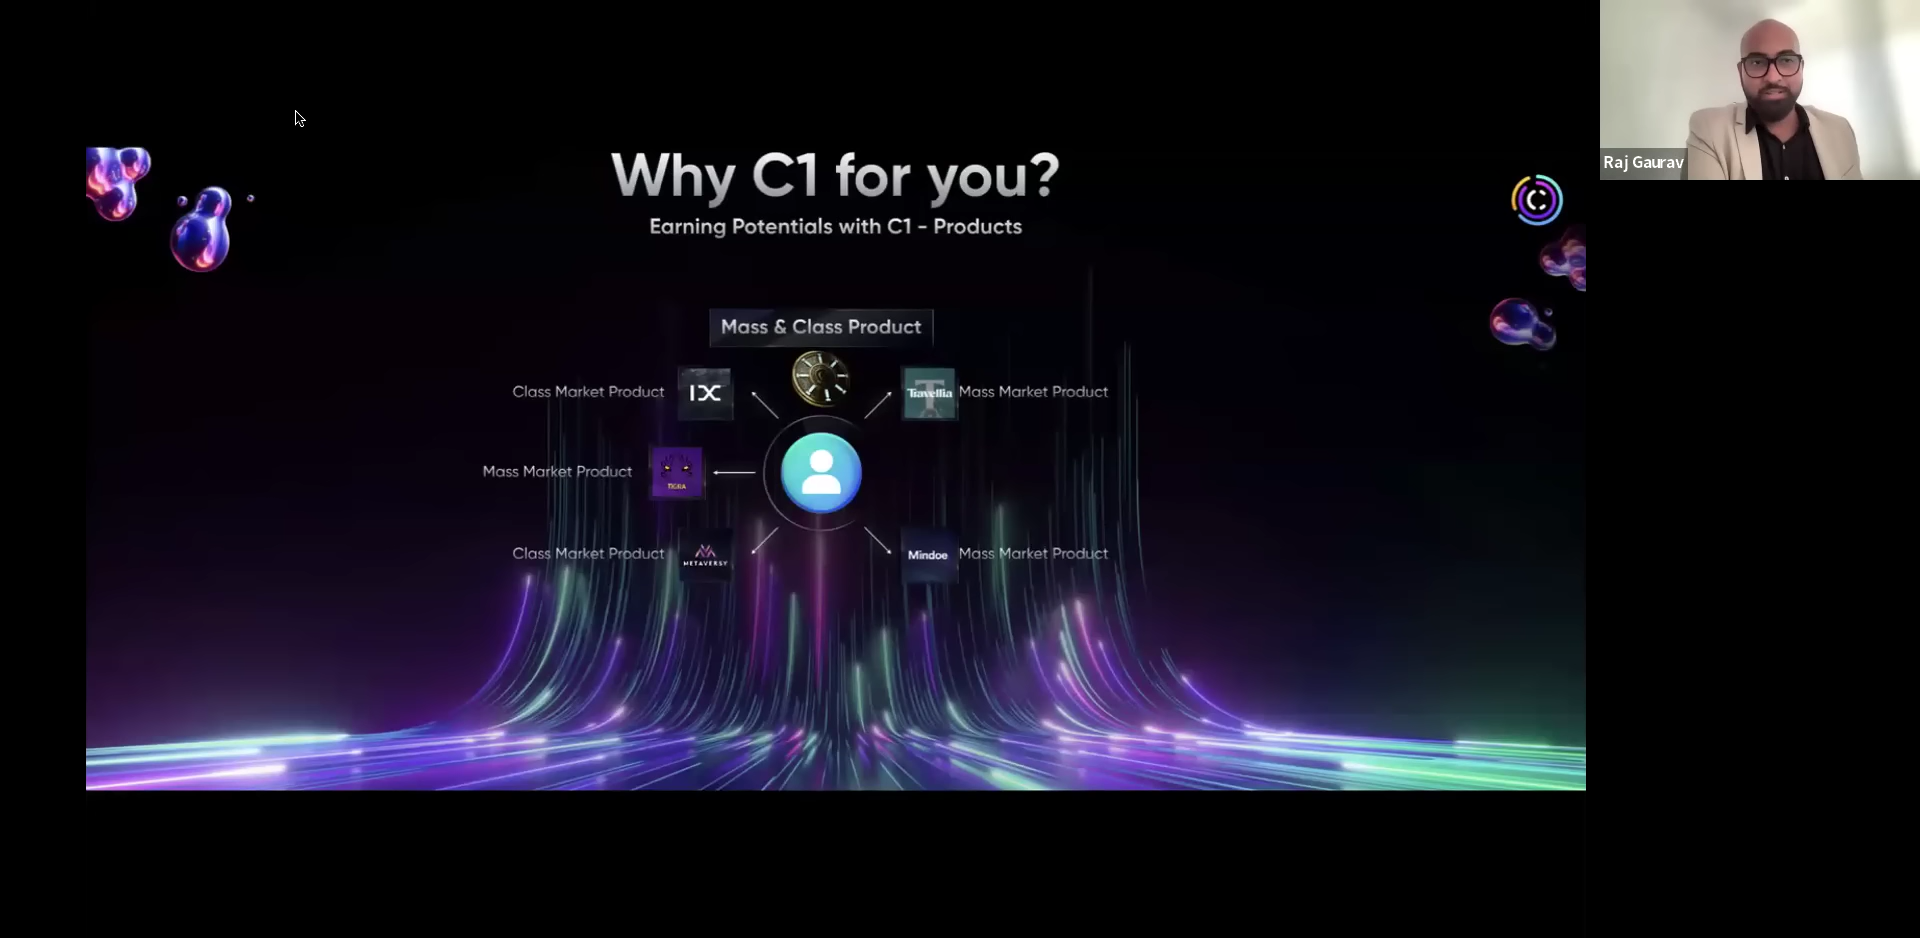 Why C1 for you?
Earning Potentials with C1 - Products
Raj Gaurav
Mass & Class Product
Class Market Product
IX
Travellia
Mass Market Product
Mass Market Product
TIGRA
Class Market Product
METAVERSY
Mindoe
Mass Market Product